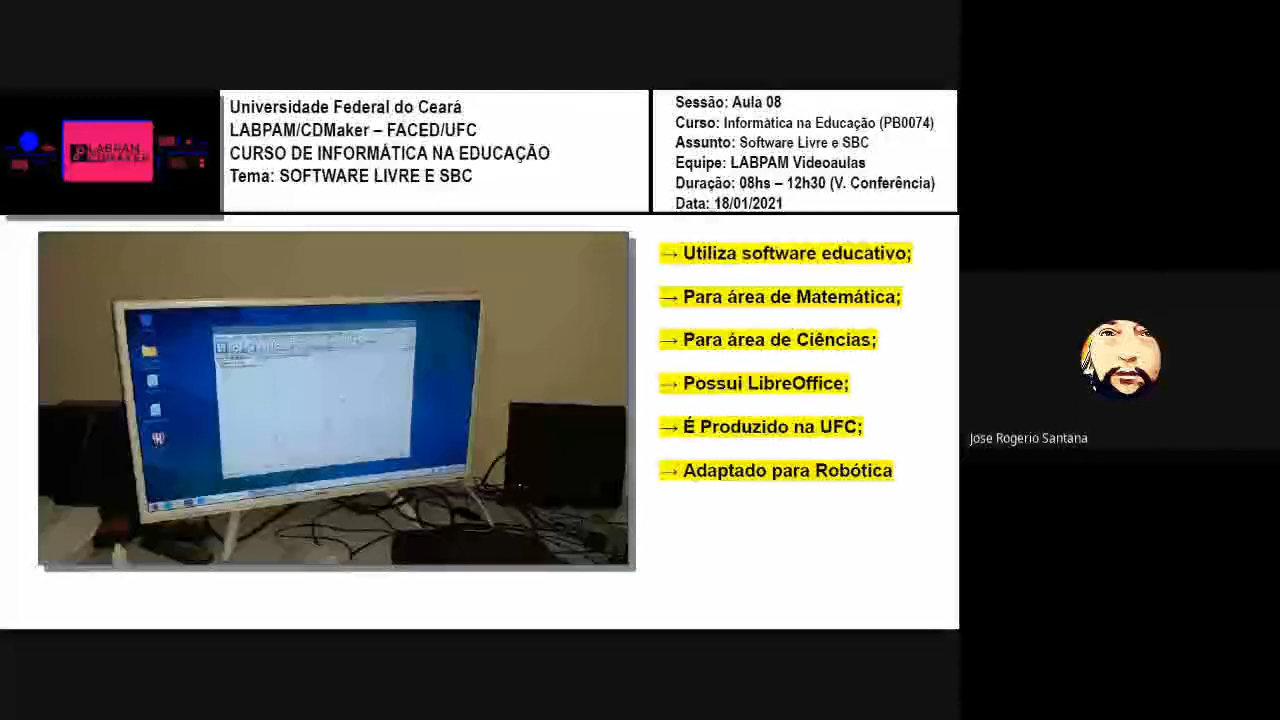 LABPAM
CDMAKER
Universidade Federal do Ceará
LABPAM/CDMaker – FACED/UFC
CURSO DE INFORMÁTICA NA EDUCAÇÃO
Tema: SOFTWARE LIVRE E SBC
Sessão: Aula 08
Curso: Informática na Educação (PB0074)
Assunto: Software Livre e SBC
Equipe: LABPAM Videoaulas
Duração: 08hs – 12h30 (V. Conferência)
Data: 18/01/2021
→ Utiliza software educativo;
→ Para área de Matemática;
→ Para área de Ciências;
→ Possui LibreOffice;
→ É Produzido na UFC;
→ Adaptado para Robótica
Jose Rogerio Santana